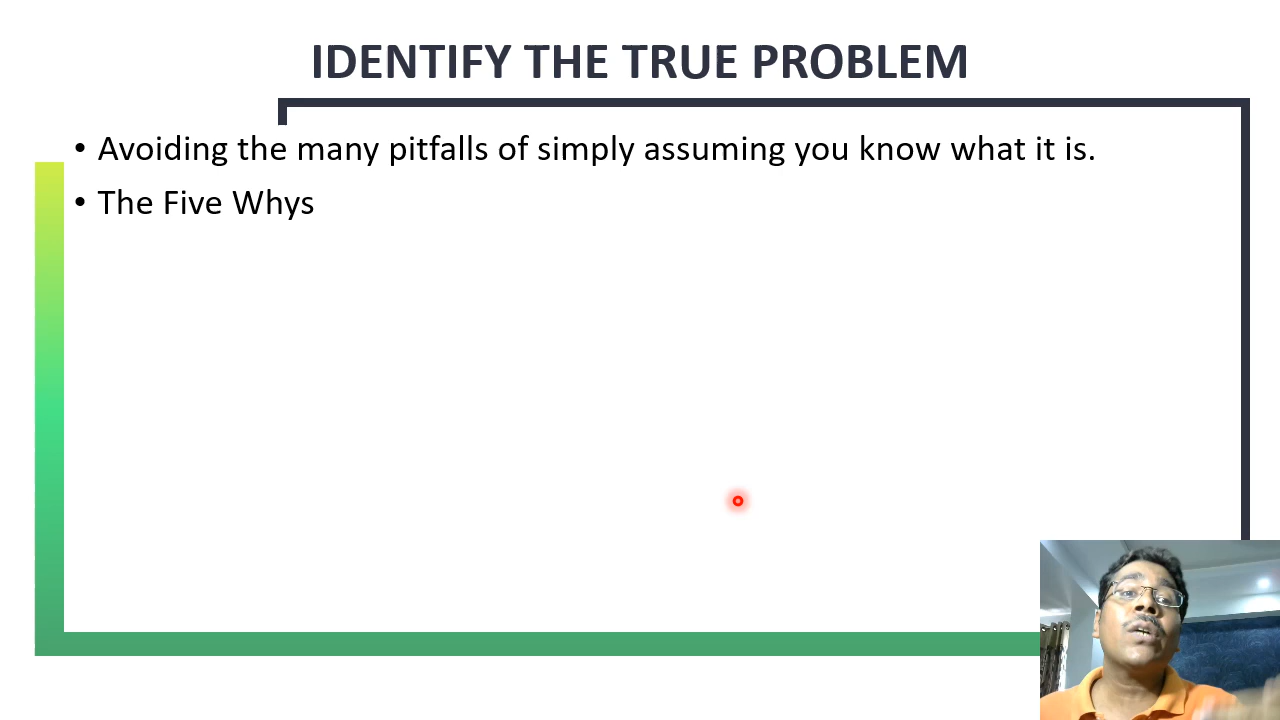 IDENTIFY THE TRUE PROBLEM
• Avoiding the many pitfalls of simply assuming you know what it is.
• The Five Whys